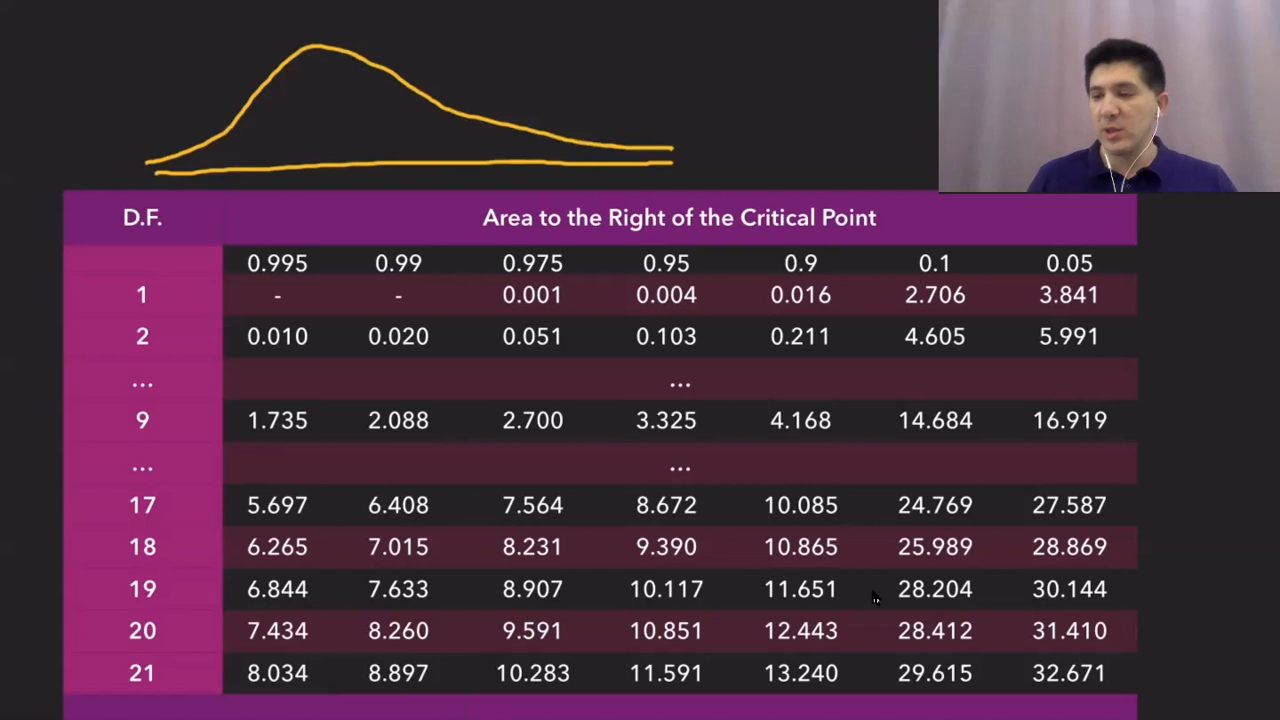 D.F. Area to the Right of the Critical Point
0.995 0.99 0.975 0.95 0.9 0.1 0.05
1 - - 0.001 0.004 0.016 2.706 3.841
2 0.010 0.020 0.051 0.103 0.211 4.605 5.991
... ...
9 1.735 2.088 2.700 3.325 4.168 14.684 16.919
... ...
17 5.697 6.408 7.564 8.672 10.085 24.769 27.587
18 6.265 7.015 8.231 9.390 10.865 25.989 28.869
19 6.844 7.633 8.907 10.117 11.651 28.204 30.144
20 7.434 8.260 9.591 10.851 12.443 28.412 31.410
21 8.034 8.897 10.283 11.591 13.240 29.615 32.671